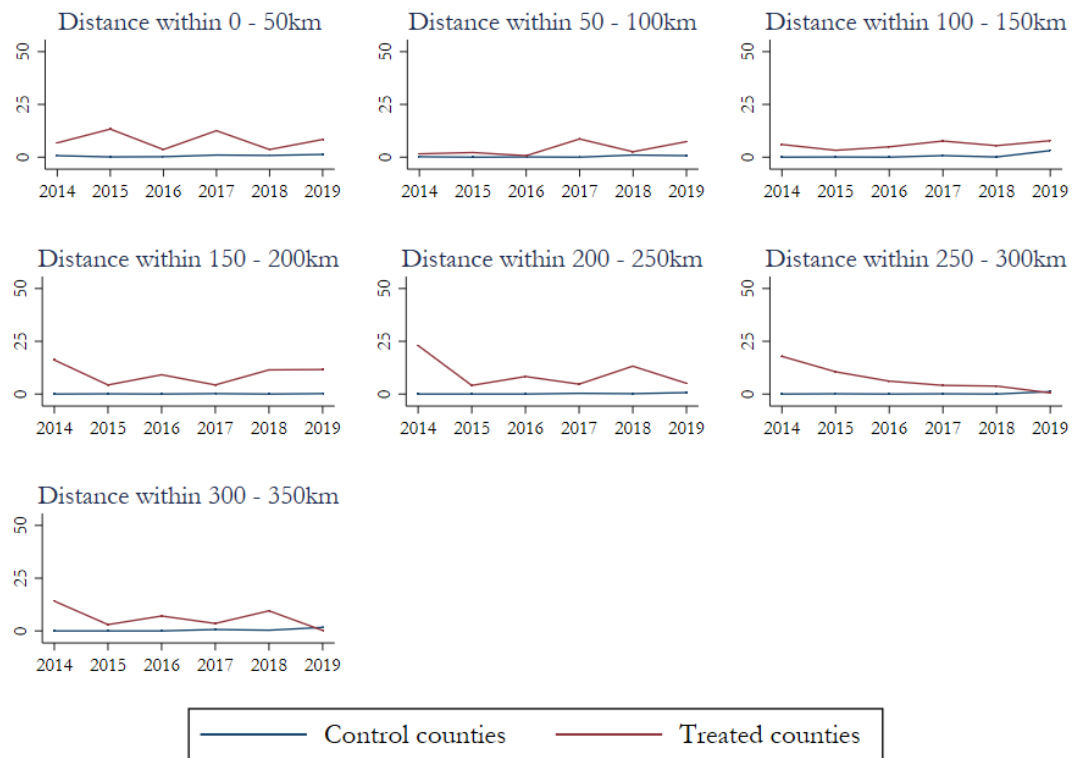 Distance within 0 - 50km
50
25
0
2014 2015 2016 2017 2018 2019
Distance within 50 - 100km
50
25
0
2014 2015 2016 2017 2018 2019
Distance within 100 - 150km
50
25
0
2014 2015 2016 2017 2018 2019
Distance within 150 - 200km
50
25
0
2014 2015 2016 2017 2018 2019
Distance within 200 - 250km
50
25
0
2014 2015 2016 2017 2018 2019
Distance within 250 - 300km
50
25
0
2014 2015 2016 2017 2018 2019
Distance within 300 - 350km
50
25
0
2014 2015 2016 2017 2018 2019
Control counties Treated counties